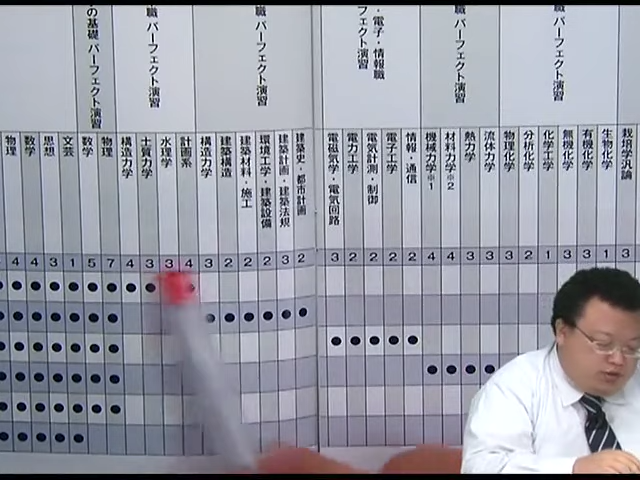 の基礎 パーフェクト演習
職 パーフェクト演習
職 パーフェクト演習
・電子・情報職
フェクト演習
職 パーフェクト演習
職 パーフェクト演習
物理
数学
思想
文芸
数学
物理
構造力学
土質力学
水理学
計画系
構造力学
建築構造
建築材料・施工
環境工学・建築設備
建築計画・建築法規
建築史・都市計画
電磁気学・電気回路
電力工学
電気計測・制御
電子工学
情報・通信
機械力学※1
材料力学※2
熱力学
流体力学
物理化学
分析化学
化学工学
無機化学
有機化学
生物化学
栽培学汎論
4 4 3 1 5 7 4 3 3 4 3 2 2 2 3 2 3 2 2 2 2 4 4 3 3 3 2 1 3 3 1 3